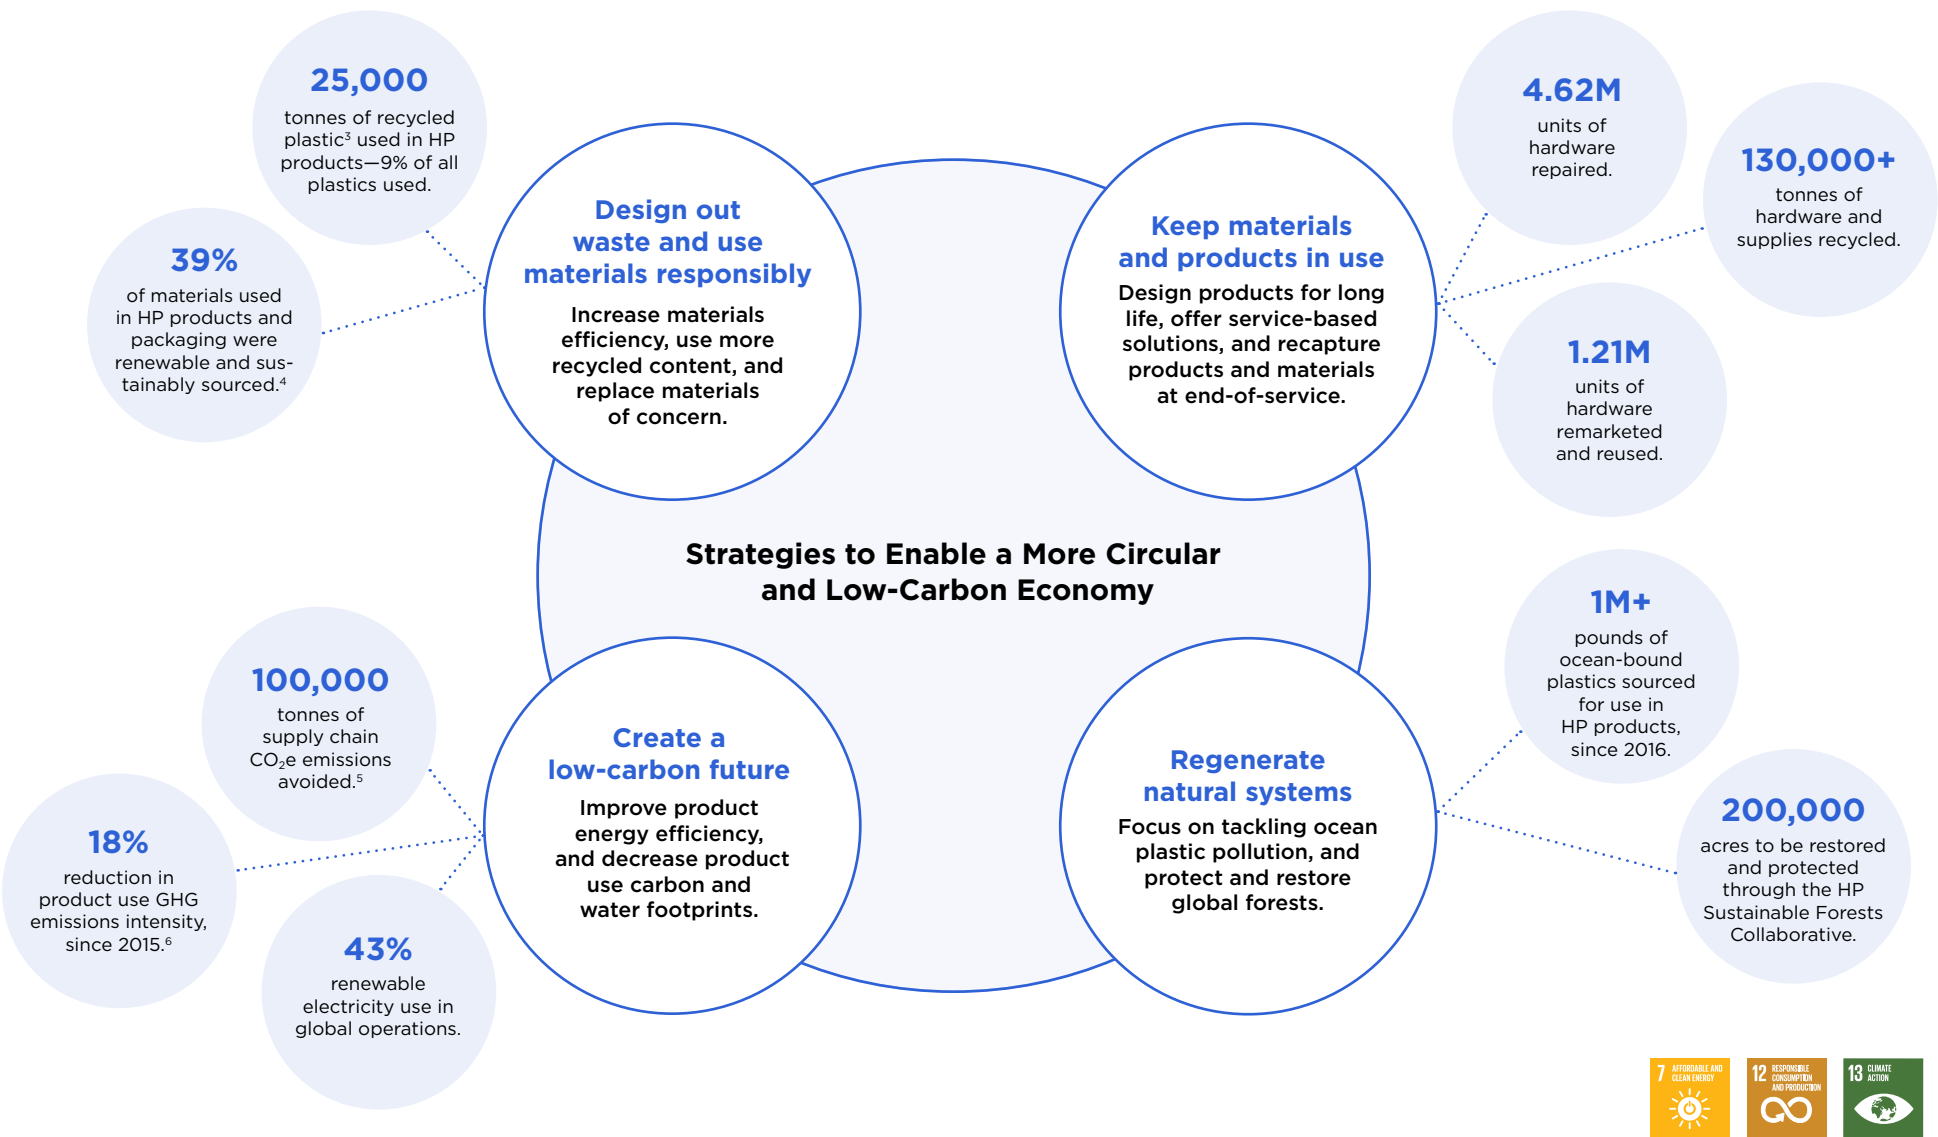 25,000
tonnes of recycled
plastic³ used in HP
products—9% of all
plastics used.
39%
of materials used
in HP products and
packaging were
renewable and sus-
tainably sourced.⁴
Design out
waste and use
materials responsibly
Increase materials
efficiency, use more
recycled content, and
replace materials
of concern.
Keep materials
and products in use
Design products for long
life, offer service-based
solutions, and recapture
products and materials
at end-of-service.
4.62M
units of
hardware
repaired.
130,000+
tonnes of
hardware and
supplies recycled.
1.21M
units of
hardware
remarketed
and reused.
Strategies to Enable a More Circular
and Low-Carbon Economy
100,000
tonnes of
supply chain
CO₂e emissions
avoided.⁵
18%
reduction in
product use GHG
emissions intensity,
since 2015.⁶
43%
renewable
electricity use in
global operations.
Create a
low-carbon future
Improve product
energy efficiency,
and decrease product
use carbon and
water footprints.
Regenerate
natural systems
Focus on tackling ocean
plastic pollution, and
protect and restore
global forests.
1M+
pounds of
ocean-bound
plastics sourced
for use in
HP products,
since 2016.
200,000
acres to be restored
and protected
through the HP
Sustainable Forests
Collaborative.
7 AFFORDABLE AND
CLEAN ENERGY
12 RESPONSIBLE
CONSUMPTION
AND PRODUCTION
13 CLIMATE
ACTION